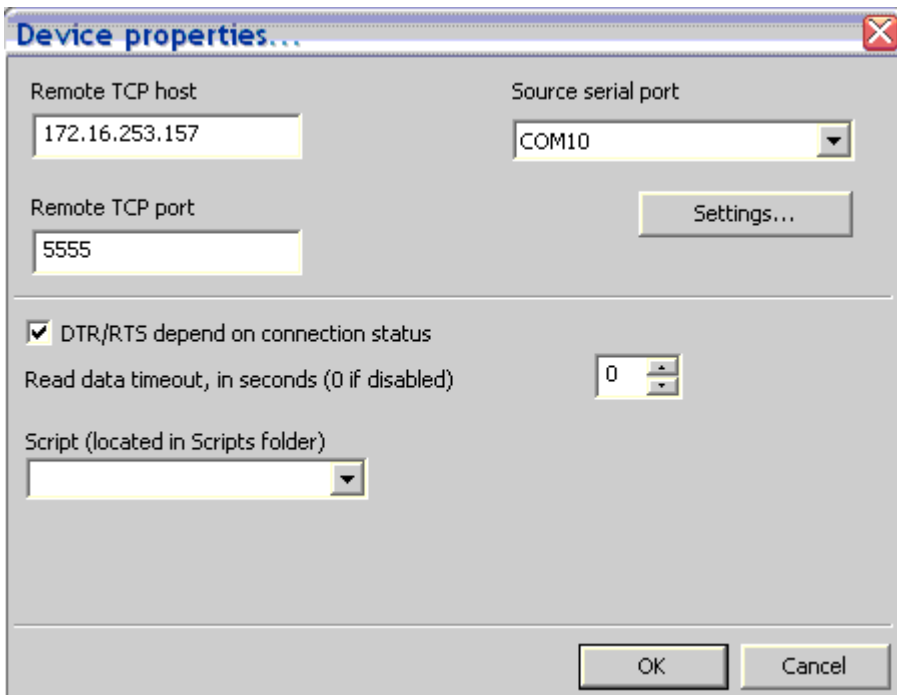 Device properties...
Remote TCP host
172.16.253.157
Source serial port
COM10
Remote TCP port
5555
Settings...
DTR/RTS depend on connection status
Read data timeout, in seconds (0 if disabled)
0
Script (located in Scripts folder)
OK
Cancel